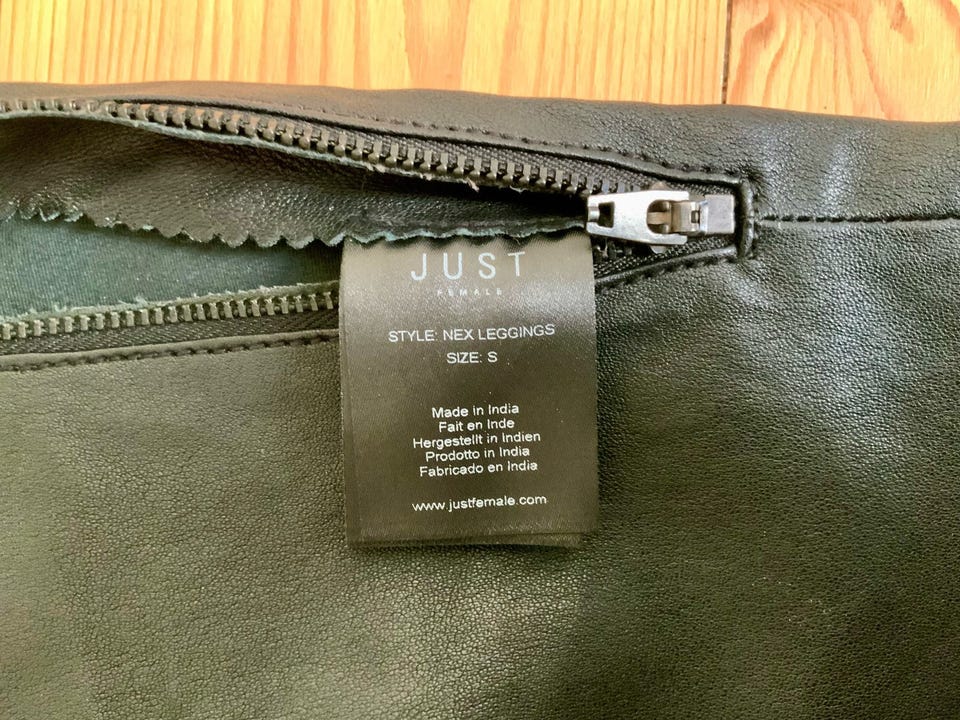 JUST
FEMALE
STYLE: NEX LEGGINGS
SIZE: S
Made in India
Fait en Inde
Hergestellt in Indien
Prodotto in India
Fabricado en India
www.justfemale.com